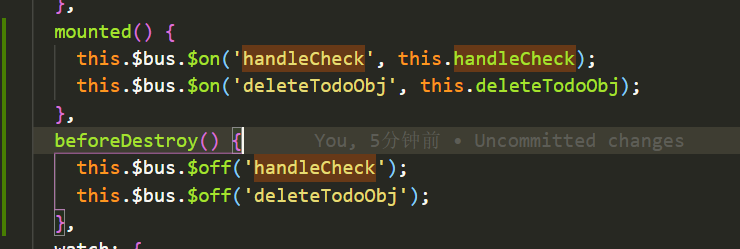 },
mounted() {
this.$bus.$on('handleCheck', this.handleCheck);
this.$bus.$on('deleteTodoObj', this.deleteTodoObj);
},
beforeDestroy() { You, 5分钟前 • Uncommitted changes
this.$bus.$off('handleCheck');
this.$bus.$off('deleteTodoObj');
},
watch: {